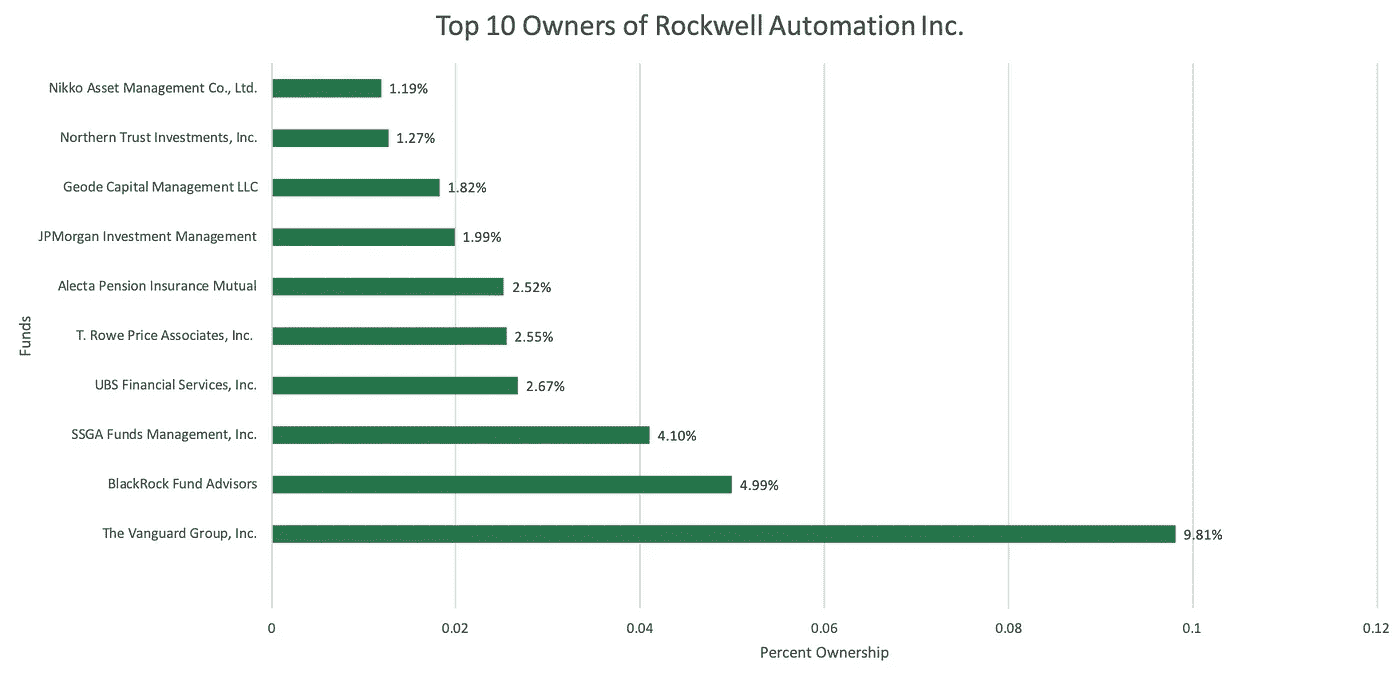 Top 10 Owners of Rockwell Automation Inc.
Nikko Asset Management Co., Ltd. 1.19%
Northern Trust Investments, Inc. 1.27%
Geode Capital Management LLC 1.82%
JPMorgan Investment Management 1.99%
Alecta Pension Insurance Mutual 2.52%
T. Rowe Price Associates, Inc. 2.55%
UBS Financial Services, Inc. 2.67%
SSGA Funds Management, Inc. 4.10%
BlackRock Fund Advisors 4.99%
The Vanguard Group, Inc. 9.81%
Funds
0 0.02 0.04 0.06 0.08 0.1 0.12
Percent Ownership